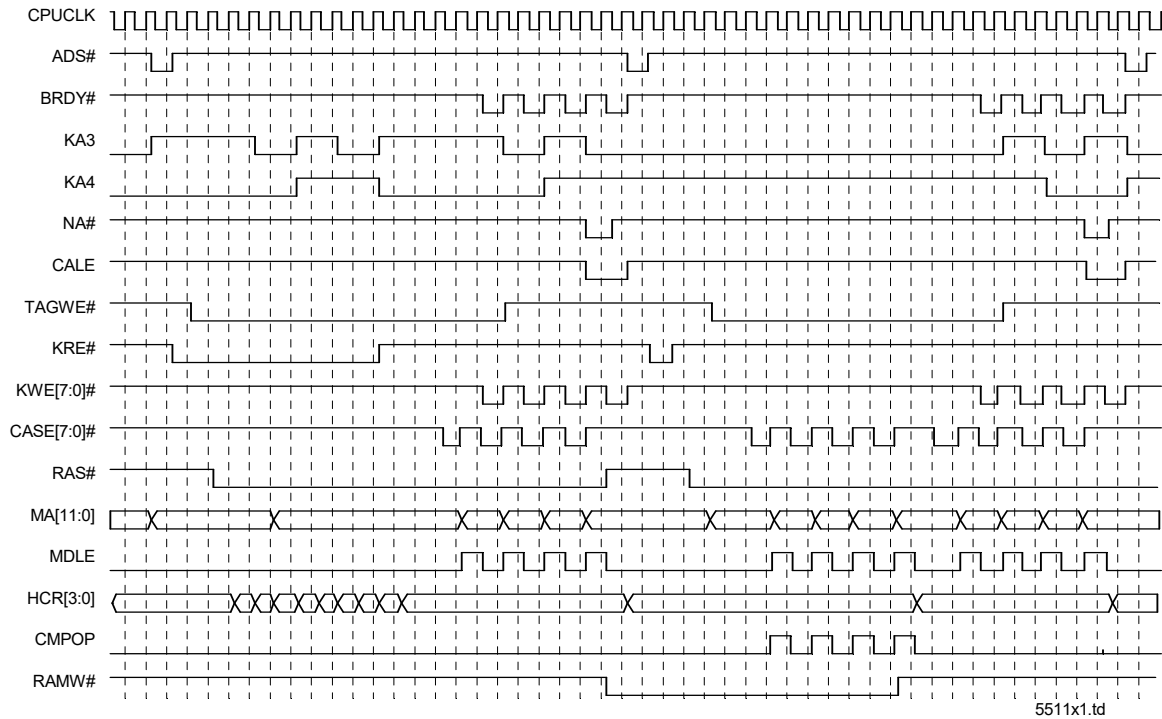 CPUCLK
ADS#
BRDY#
KA3
KA4
NA#
CALE
TAGWE#
KRE#
KWE[7:0]#
CASE[7:0]#
RAS#
MA[11:0]
MDLE
HCR[3:0]
CMPOP
RAMW#
5511x1.td